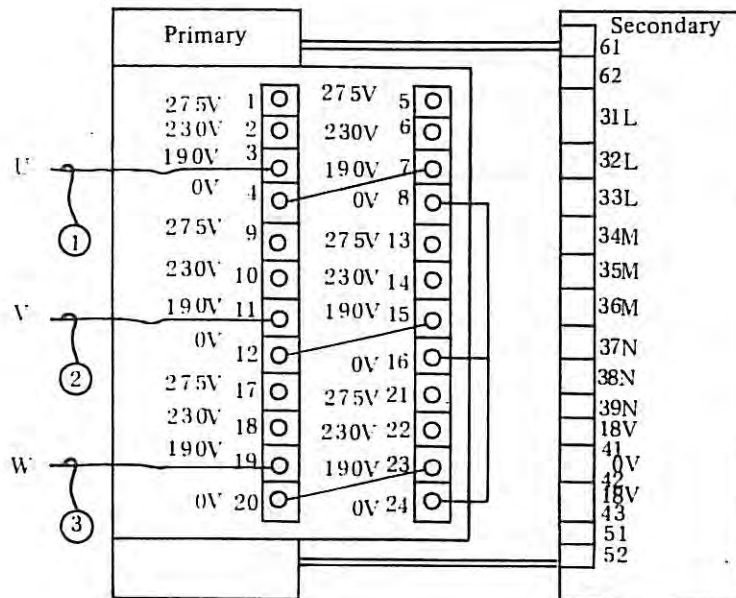 Primary
Secondary
275V 1
230V 2
190V 3
0V 4
275V 9
230V 10
190V 11
0V 12
275V 17
230V 18
190V 19
0V 20
275V 5
230V 6
190V 7
0V 8
275V 13
230V 14
190V 15
0V 16
275V 21
230V 22
190V 23
0V 24
U
1
V
2
W
3
61
62
31L
32L
33L
34M
35M
36M
37N
38N
39N
18V
41
0V
42
18V
43
51
52